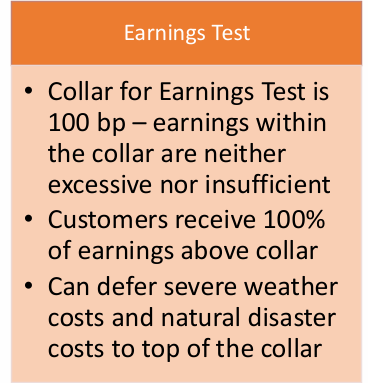 Earnings Test
• Collar for Earnings Test is
100 bp – earnings within
the collar are neither
excessive nor insufficient
• Customers receive 100%
of earnings above collar
• Can defer severe weather
costs and natural disaster
costs to top of the collar